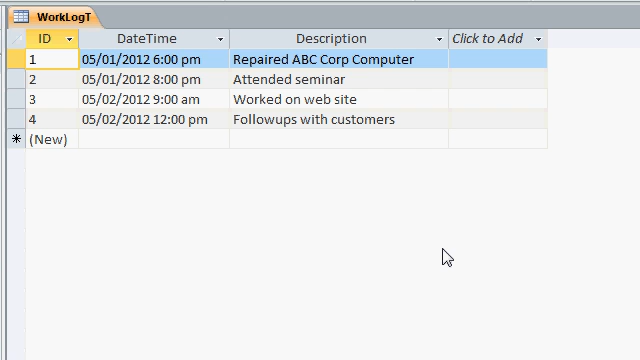 WorkLogT
ID DateTime Description Click to Add
1 05/01/2012 6:00 pm Repaired ABC Corp Computer
2 05/01/2012 8:00 pm Attended seminar
3 05/02/2012 9:00 am Worked on web site
4 05/02/2012 12:00 pm Followups with customers
* (New)